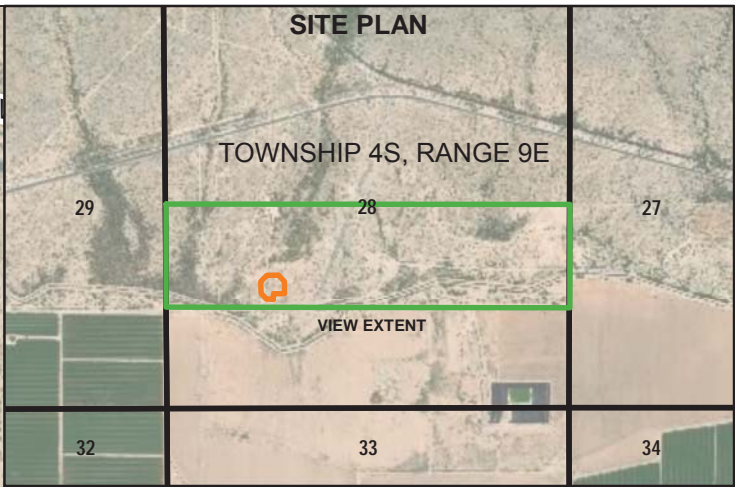 SITE PLAN
TOWNSHIP 4S, RANGE 9E
29
28
27
VIEW EXTENT
32
33
34